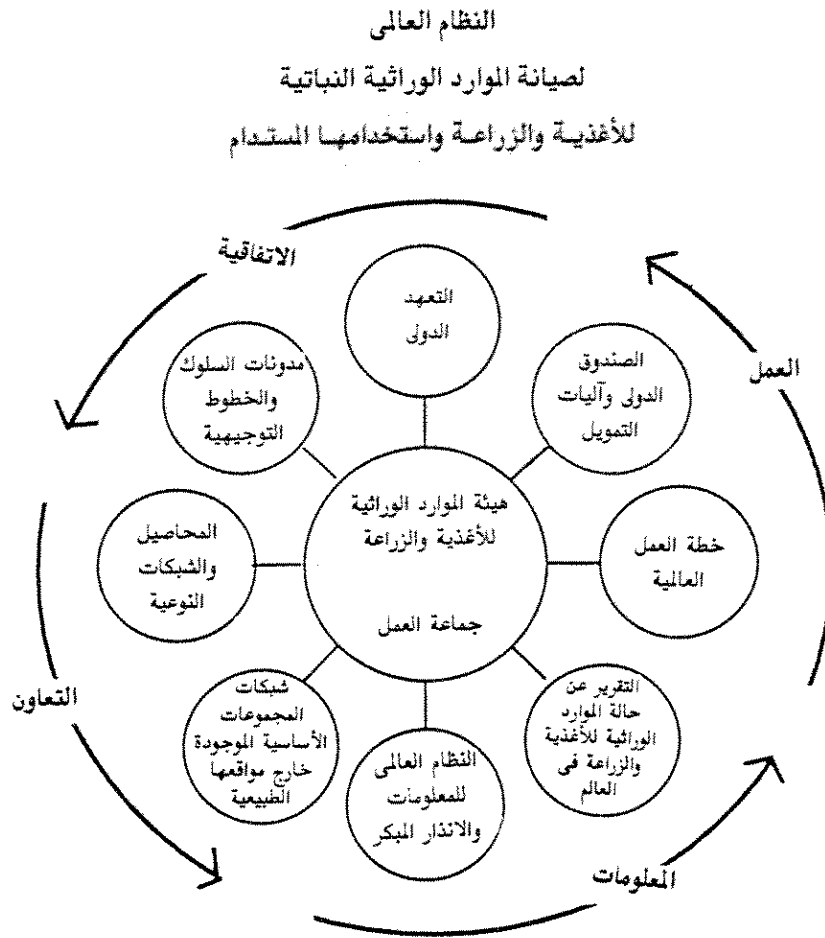 النظام العالمى
لصيانة الموارد الوراثية النباتية
للأغذية والزراعة واستخدامها المستدام
الاتفاقية
التعهد
الدولى
الصندوق
الدولى وآليات
التمويل
العمل
مدونات السلوك
والخطوط
التوجيهية
هيئة الموارد الوراثية
للأغذية والزراعة
جماعة العمل
خطة العمل
العالمية
المحاصيل
والشبكات
النوعية
التقرير عن
حالة الموارد
الوراثية للأغذية
والزراعة فى
العالم
النظام العالمى
للمعلومات
والانذار المبكر
شبكات
المجموعات
الأساسية الموجودة
خارج مواقعها
الطبيعية
التعاون
المعلومات